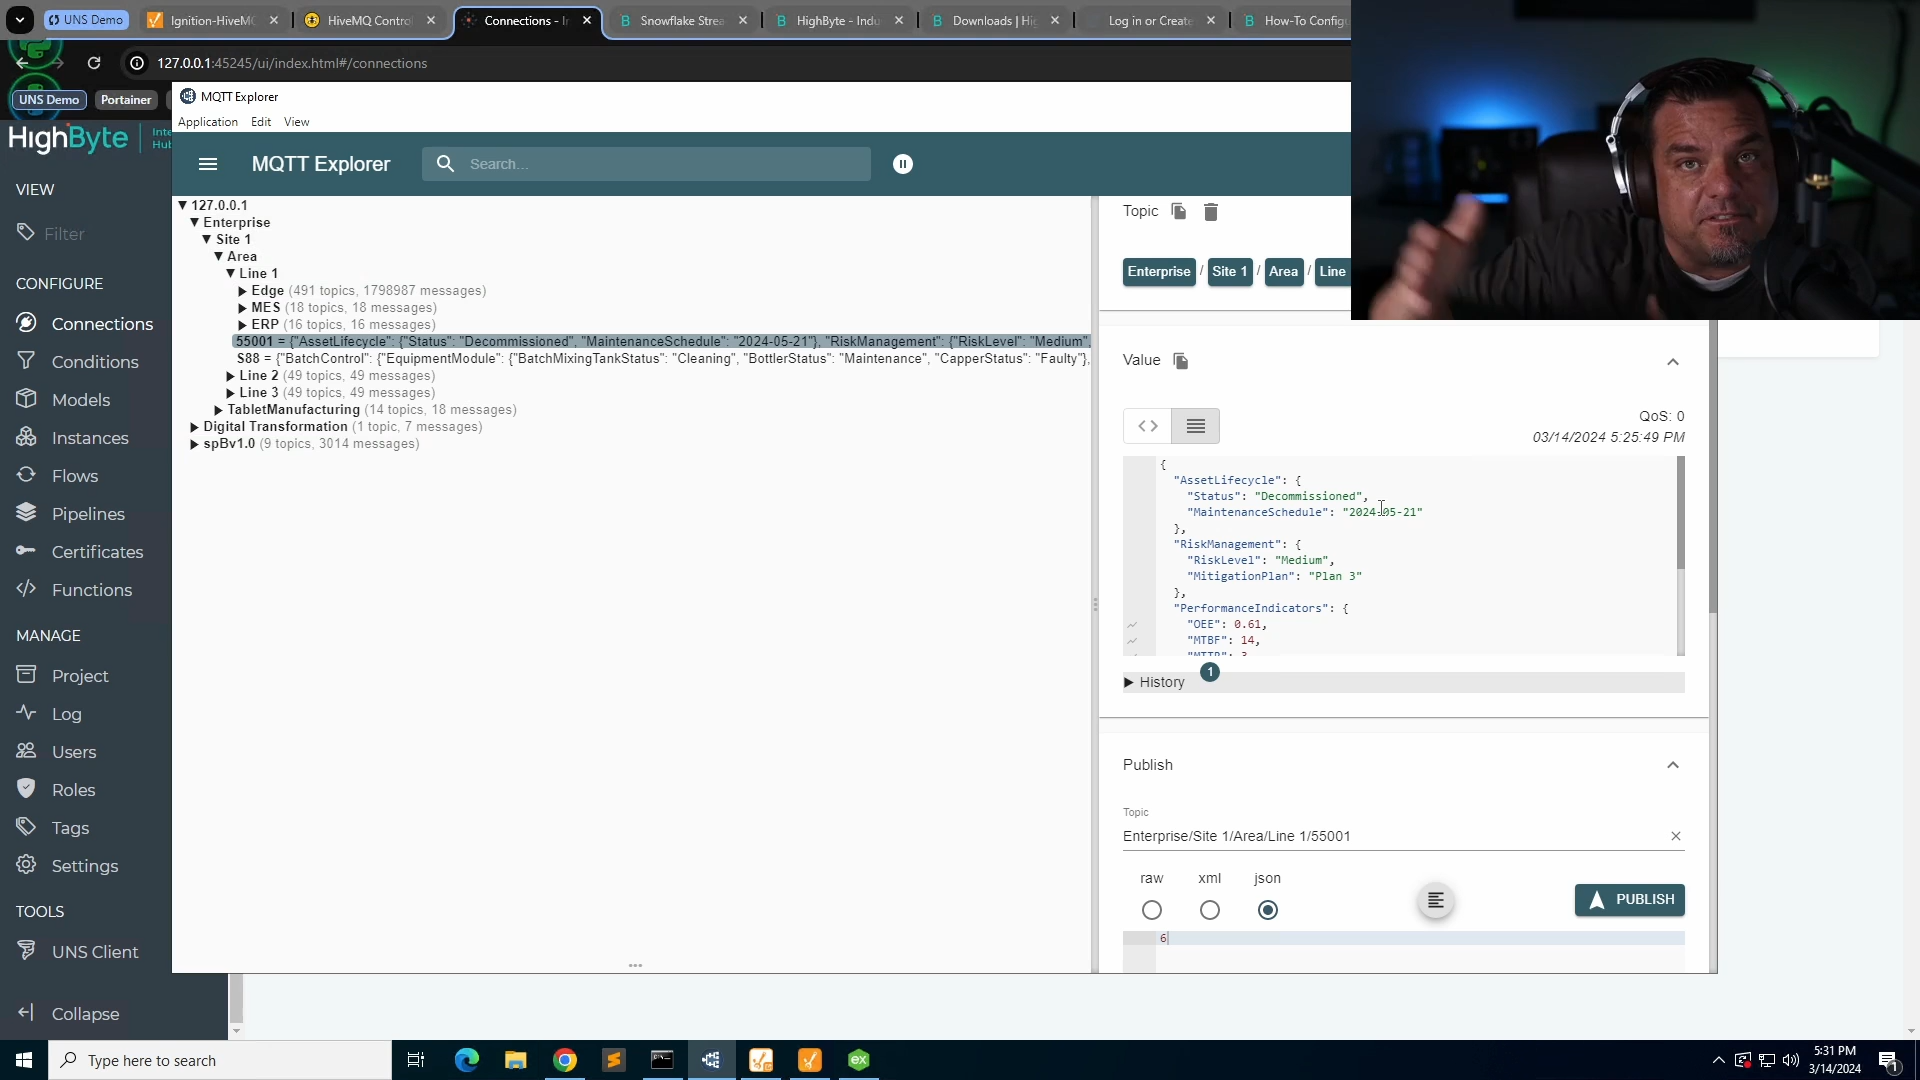 UNS Demo
Ignition-HiveM
HiveMQ Contro
Connections - I
Snowflake Strea
HighByte - Indu
Downloads | Hi
Log in or Create
How-To Config
127.0.0.1:45245/ui/index.html#/connections
UNS Demo
Portainer
HighByte
Inte
Hub
VIEW
Filter
CONFIGURE
Connections
Conditions
Models
Instances
Flows
Pipelines
Certificates
Functions
MANAGE
Project
Log
Users
Roles
Tags
Settings
TOOLS
UNS Client
Collapse
MQTT Explorer
Application Edit View
MQTT Explorer
Search...
127.0.0.1
Enterprise
Site 1
Area
Line 1
Edge (491 topics, 1798987 messages)
MES (18 topics, 18 messages)
ERP (16 topics, 16 messages)
55001 = {"AssetLifecycle": {"Status": "Decommissioned", "MaintenanceSchedule": "2024-05-21"}, "RiskManagement": {"RiskLevel": "Medium",
S88 = {"BatchControl": {"EquipmentModule": {"BatchMixingTankStatus": "Cleaning", "BottlerStatus": "Maintenance", "CapperStatus": "Faulty"},
Line 2 (49 topics, 49 messages)
Line 3 (49 topics, 49 messages)
TabletManufacturing (14 topics, 18 messages)
Digital Transformation (1 topic, 7 messages)
spBv1.0 (9 topics, 3014 messages)
Topic
Enterprise / Site 1 / Area / Line
Value
QoS: 0
03/14/2024 5:25:49 PM
{
"AssetLifecycle": {
"Status": "Decommissioned",
"MaintenanceSchedule": "2024-05-21"
},
"RiskManagement": {
"RiskLevel": "Medium",
"MitigationPlan": "Plan 3"
},
"PerformanceIndicators": {
"OEE": 0.61,
"MTBF": 14,
"MTTR": 3
History
1
Publish
Topic
Enterprise/Site 1/Area/Line 1/55001
raw xml json
PUBLISH
6
Type here to search
5:31 PM
3/14/2024
1